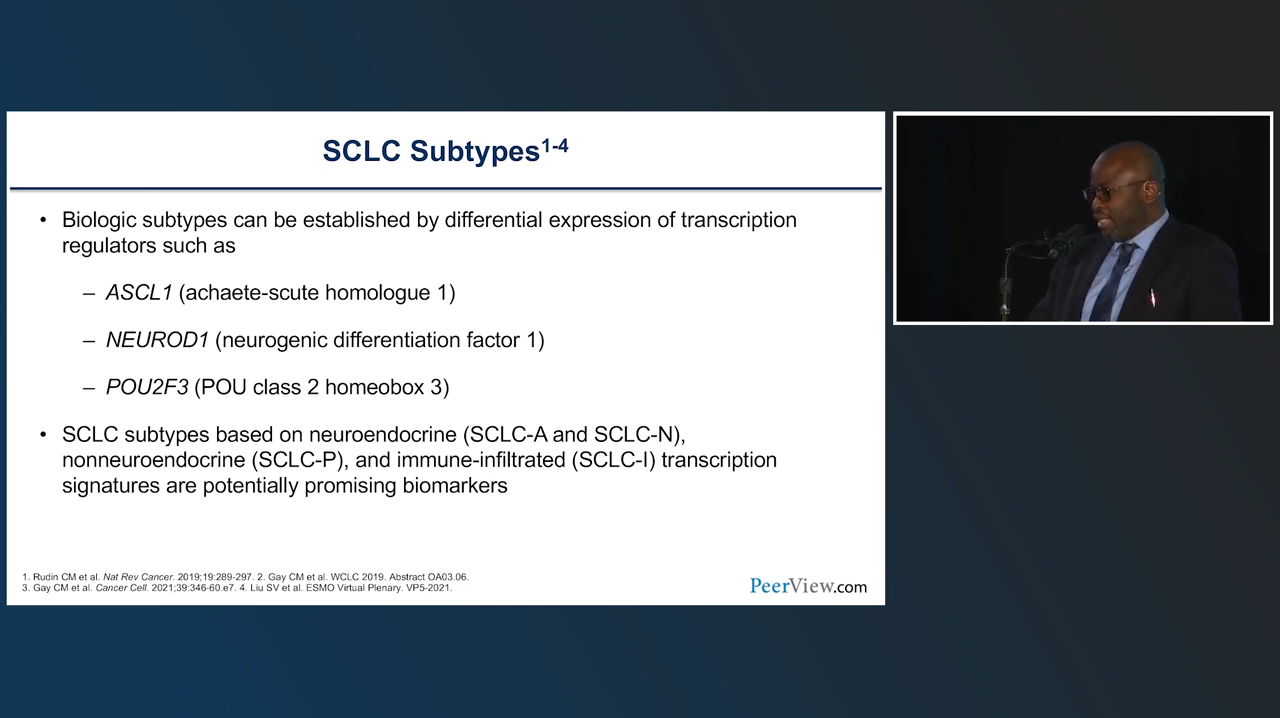 SCLC Subtypes1-4
• Biologic subtypes can be established by differential expression of transcription
regulators such as
– ASCL1 (achaete-scute homologue 1)
– NEUROD1 (neurogenic differentiation factor 1)
– POU2F3 (POU class 2 homeobox 3)
• SCLC subtypes based on neuroendocrine (SCLC-A and SCLC-N),
nonneuroendocrine (SCLC-P), and immune-infiltrated (SCLC-I) transcription
signatures are potentially promising biomarkers
1. Rudin CM et al. Nat Rev Cancer. 2019;19:289-297. 2. Gay CM et al. WCLC 2019. Abstract OA03.06.
3. Gay CM et al. Cancer Cell. 2021;39:346-60.e7. 4. Liu SV et al. ESMO Virtual Plenary. VP5-2021.
PeerView.com